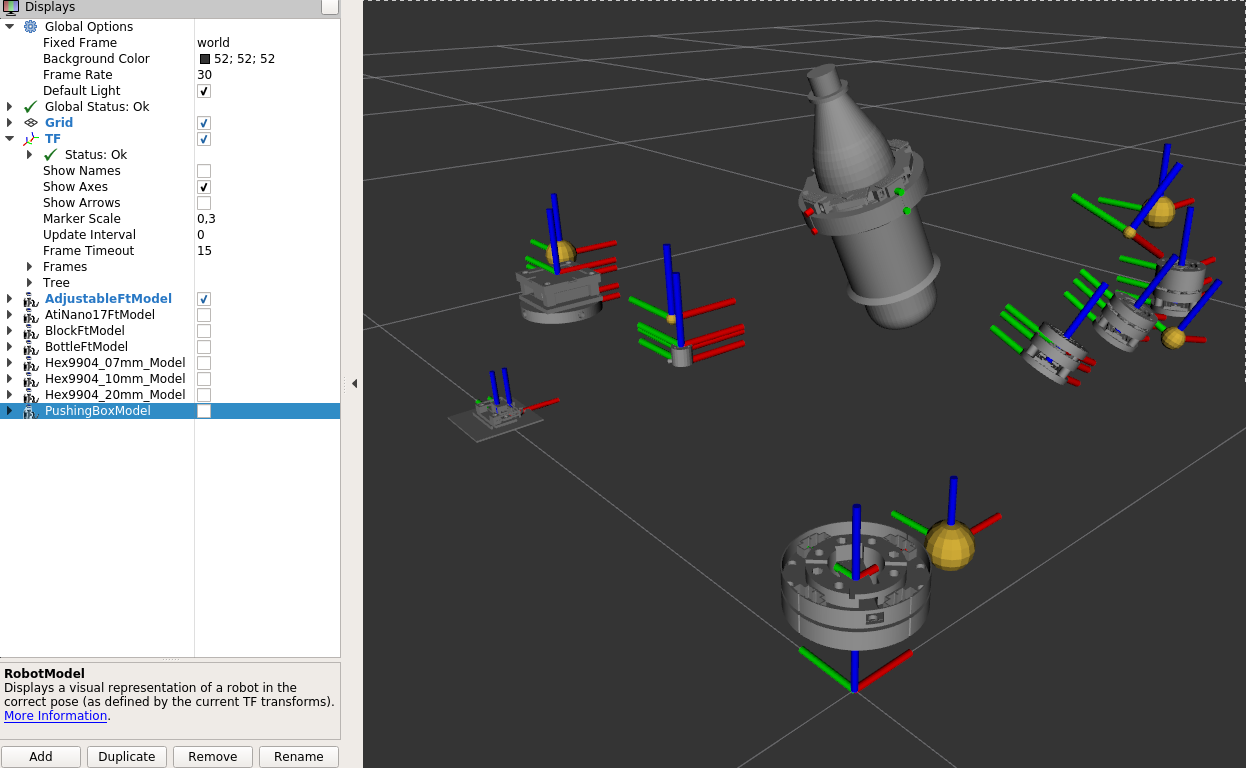 Displays
Global Options
Fixed Frame world
Background Color 52; 52; 52
Frame Rate 30
Default Light
Global Status: Ok
Grid
TF
Status: Ok
Show Names
Show Axes
Show Arrows
Marker Scale 0,3
Update Interval 0
Frame Timeout 15
Frames
Tree
AdjustableFtModel
AtiNano17FtModel
BlockFtModel
BottleFtModel
Hex9904_07mm_Model
Hex9904_10mm_Model
Hex9904_20mm_Model
PushingBoxModel
RobotModel
Displays a visual representation of a robot in the
correct pose (as defined by the current TF transforms).
More Information.
Add Duplicate Remove Rename